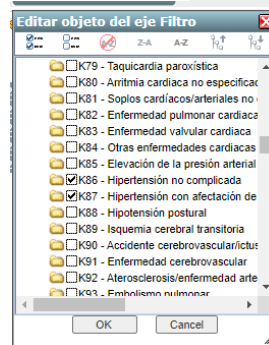 Editar objeto del eje Filtro
Z-A A-Z
K79 - Taquicardia paroxística
K80 - Arritmia cardiaca no especificad
K81 - Soplos cardíacos/arteriales no
K82 - Enfermedad pulmonar cardiaca
K83 - Enfermedad valvular cardiaca
K84 - Otras enfermedades cardiacas
K85 - Elevación de la presión arterial
K86 - Hipertensión no complicada
K87 - Hipertensión con afectación de
K88 - Hipotensión postural
K89 - Isquemia cerebral transitoria
K90 - Accidente cerebrovascular/ictus
K91 - Enfermedad cerebrovascular
K92 - Aterosclerosis/enfermedad arte
K93 - Embolismo pulmonar
OK Cancel